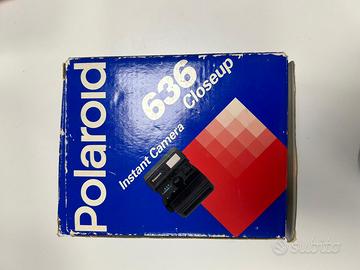 Polaroid
636
Closeup
Instant Camera
subito